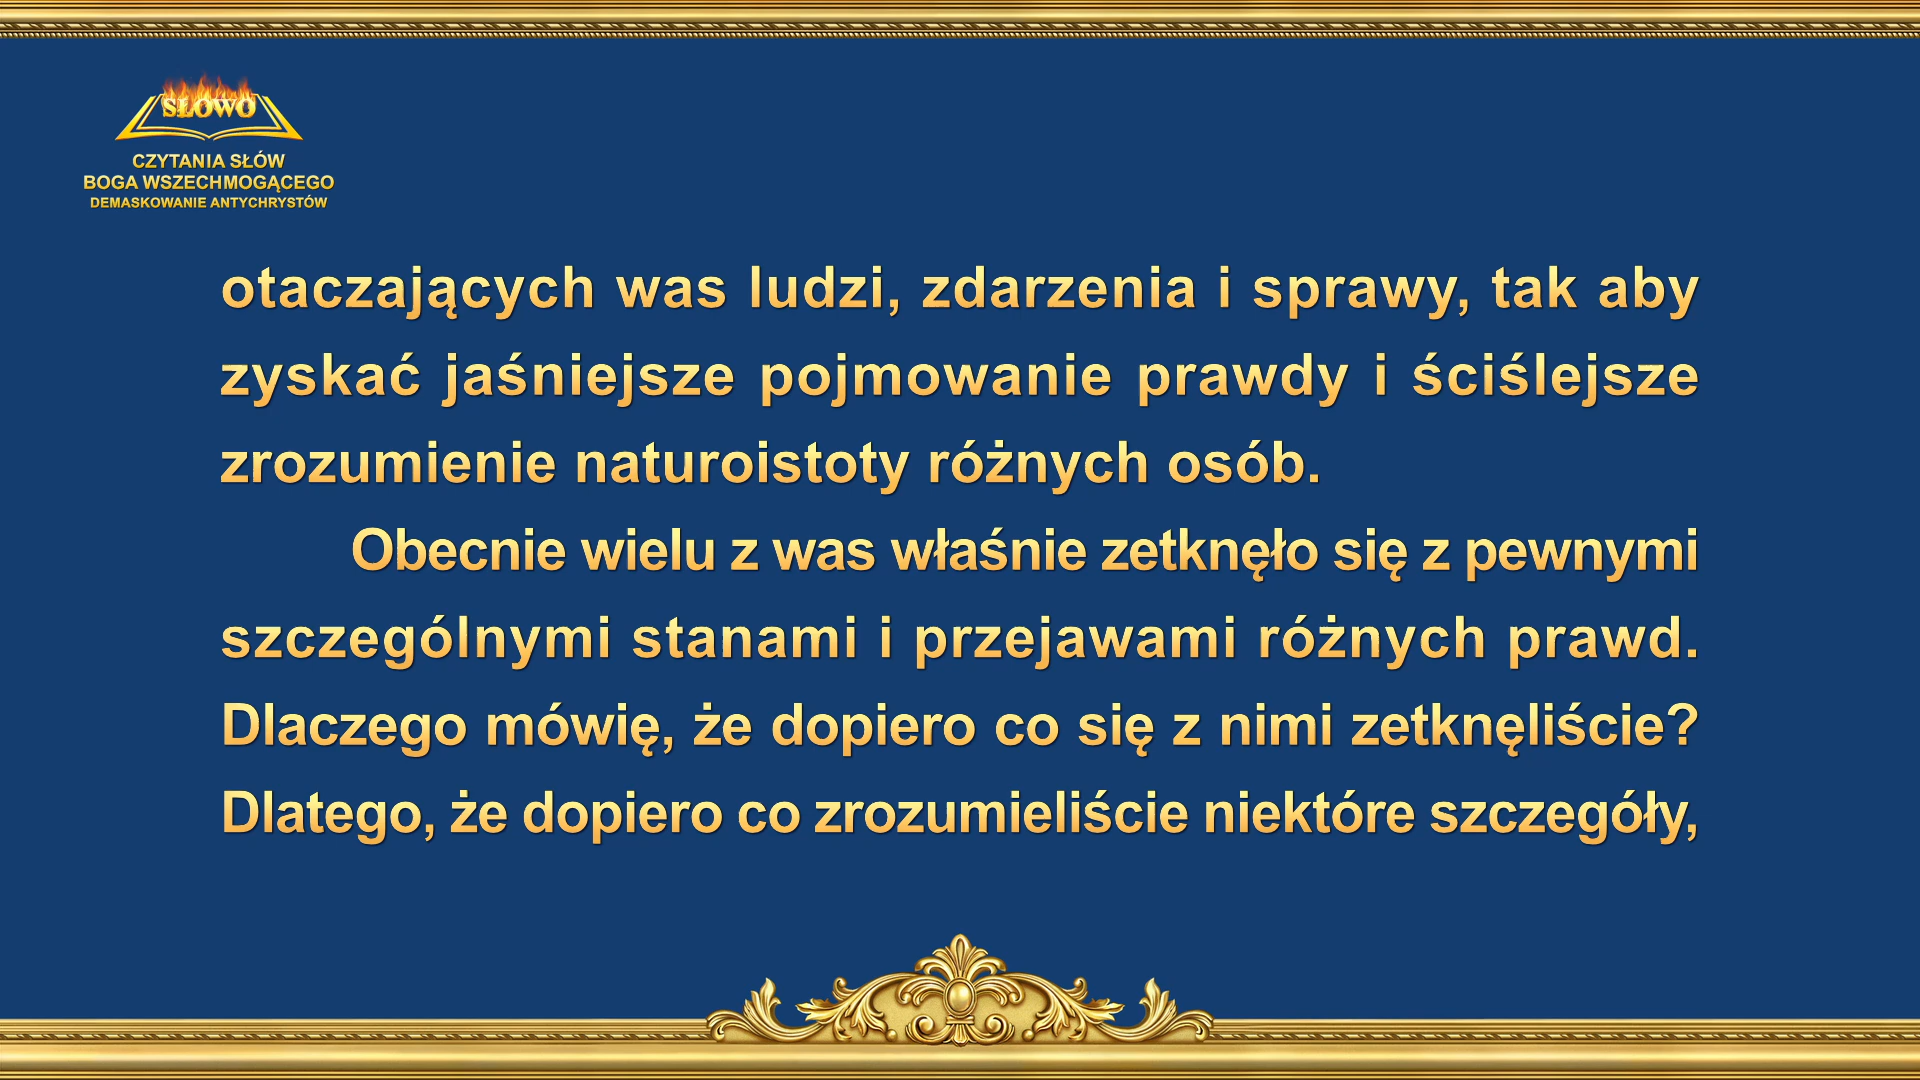 SŁOWO
CZYTANIA SŁÓW
BOGA WSZECHMOGĄCEGO
DEMASKOWANIE ANTYCHRYSTÓW
otaczających was ludzi, zdarzenia i sprawy, tak aby
zyskać jaśniejsze pojmowanie prawdy i ściślejsze
zrozumienie naturoistoty różnych osób.
Obecnie wielu z was właśnie zetknęło się z pewnymi
szczególnymi stanami i przejawami różnych prawd.
Dlaczego mówię, że dopiero co się z nimi zetknęliście?
Dlatego, że dopiero co zrozumieliście niektóre szczegóły,